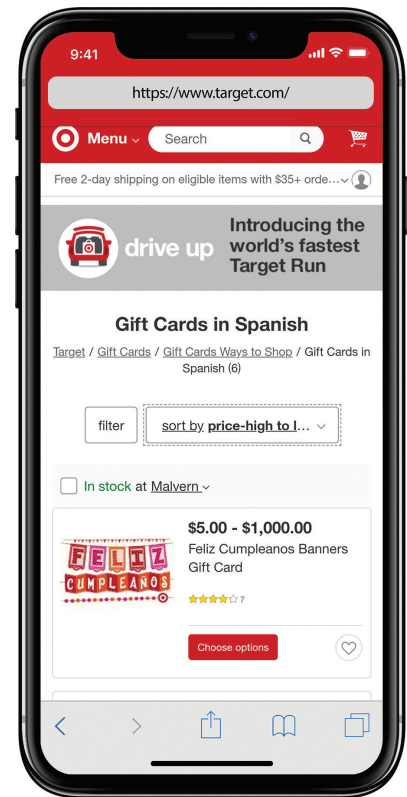 9:41
https://www.target.com/
Menu
Search
Free 2-day shipping on eligible items with $35+ orde...
drive up
Introducing the
world's fastest
Target Run
Gift Cards in Spanish
Target / Gift Cards / Gift Cards Ways to Shop / Gift Cards in
Spanish (6)
filter
sort by price-high to l...
In stock at Malvern
FELIZ
CUMPLEAÑOS
$5.00 - $1,000.00
Feliz Cumpleanos Banners
Gift Card
7
Choose options